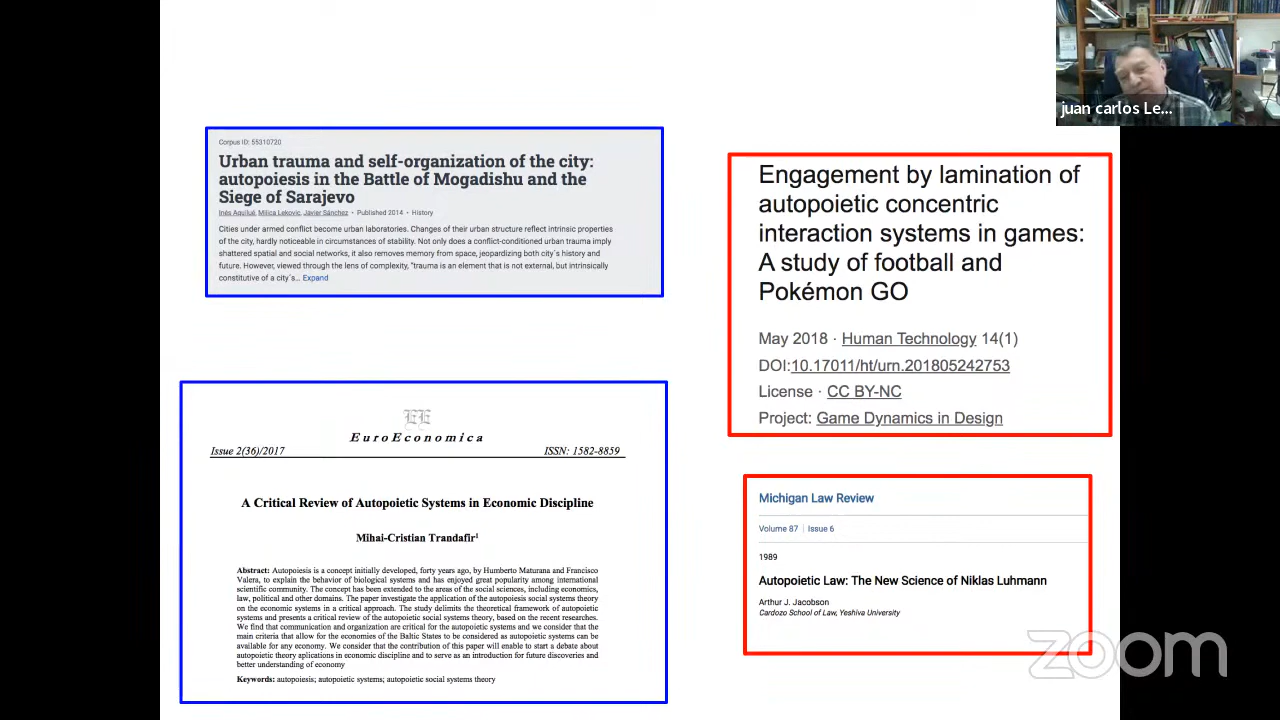 juan carlos Le...
Corpus ID: 55310720
Urban trauma and self-organization of the city:
autopoiesis in the Battle of Mogadishu and the
Siege of Sarajevo
Inés Aquilué, Milica Lekovic, Javier Sánchez • Published 2014 • History
Cities under armed conflict become urban laboratories. Changes of their urban structure reflect intrinsic properties
of the city, hardly noticeable in circumstances of stability. Not only does a conflict-conditioned urban trauma imply
shattered spatial and social networks, it also removes memory from space, jeopardizing both city´s history and
future. However, viewed through the lens of complexity, "trauma is an element that is not external, but intrinsically
constitutive of a city´s... Expand
Engagement by lamination of
autopoietic concentric
interaction systems in games:
A study of football and
Pokémon GO
May 2018 · Human Technology 14(1)
DOI:10.17011/ht/urn.201805242753
License · CC BY-NC
Project: Game Dynamics in Design
EE
EuroEconomica
Issue 2(36)/2017 ISSN: 1582-8859
A Critical Review of Autopoietic Systems in Economic Discipline
Mihai-Cristian Trandafir¹
Abstract: Autopoiesis is a concept initially developed, forty years ago, by Humberto Maturana and Francisco
Valera, to explain the behavior of biological systems and has enjoyed great popularity among international
scientific community. The concept has been extended to the areas of the social sciences, including economics,
law, political and other domains. The paper investigate the application of the autopoiesis social systems theory
on the economic systems in a critical approach. The study delimits the theoretical framework of autopoietic
systems and presents a critical review of the autopoietic social systems theory, based on the recent researches.
We find that communication and organization are critical for the autopoietic systems and we consider that the
main criteria that allow for the economies of the Baltic States to be considered as autopoietic systems can be
available for any economy. We consider that the contribution of this paper will enable to start a debate about
autopoietic theory aplications in economic discipline and to serve as an introduction for future discoveries and
better understanding of economy
Keywords: autopoiesis; autopoietic systems; autopoietic social systems theory
Michigan Law Review
Volume 87 | Issue 6
1989
Autopoietic Law: The New Science of Niklas Luhmann
Arthur J. Jacobson
Cardozo School of Law, Yeshiva University
zoom